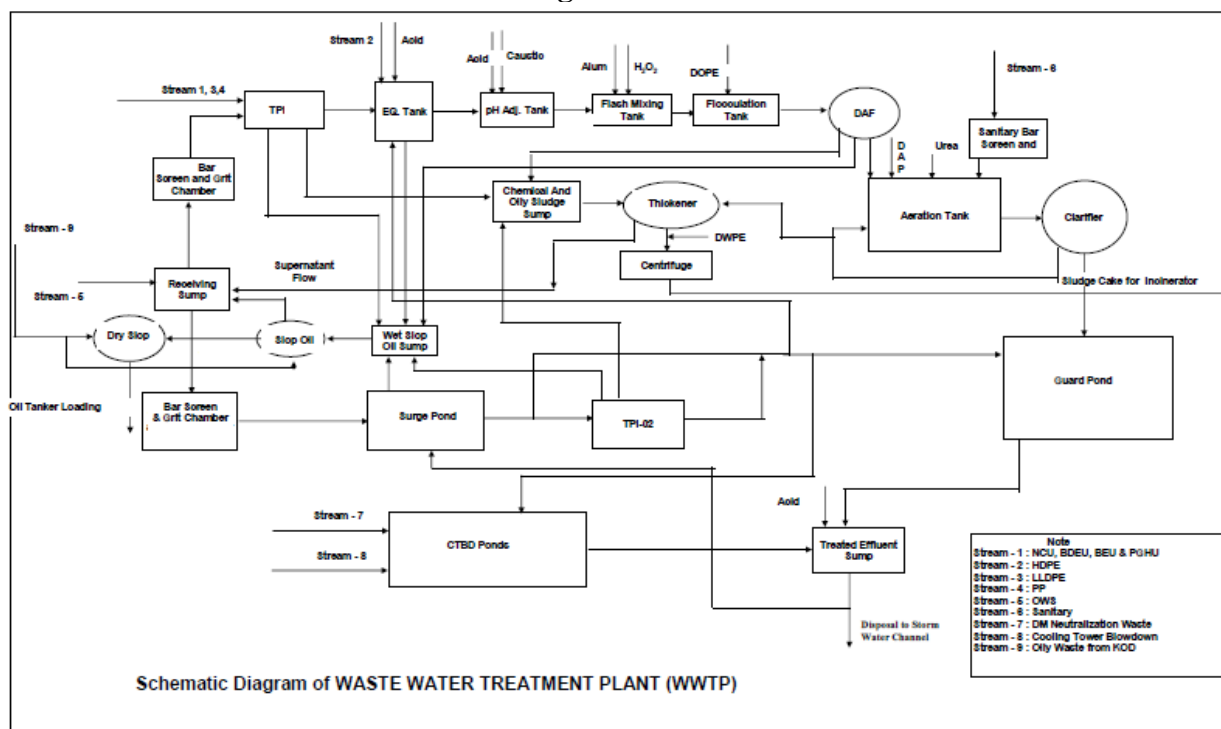 Stream 2
Acid
Acid
Caustic
Alum
H₂O₂
DOPE
Stream - 6
Stream 1, 3,4
TPI
EQ. Tank
pH Adj. Tank
Flash Mixing
Tank
Flocculation
Tank
DAF
Sanitary Bar
Screen and
D
A
P
Urea
Bar
Screen and Grit
Chamber
Chemical And
Oily Sludge
Sump
Thickener
Aeration Tank
Clarifier
Stream - 9
DWPE
Centrifuge
Supernatant
Flow
Sludge Cake for Incinerator
Receiving
Sump
Stream - 5
Dry Slop
Slop Oil
Wet Slop
Oil Sump
Guard Pond
Oil Tanker Loading
Bar Screen
& Grit Chamber
Surge Pond
TPI-02
Acid
Stream - 7
Stream - 8
CTBD Ponds
Treated Effluent
Sump
Disposal to Storm
Water Channel
Note
Stream - 1 : NCU, BDEU, BEU & PGHU
Stream - 2 : HDPE
Stream - 3 : LLDPE
Stream - 4 : PP
Stream - 5 : OWS
Stream - 6 : Sanitary
Stream - 7 : DM Neutralization Waste
Stream - 8 : Cooling Tower Blowdown
Stream - 9 : Oily Waste from KOD
Schematic Diagram of WASTE WATER TREATMENT PLANT (WWTP)